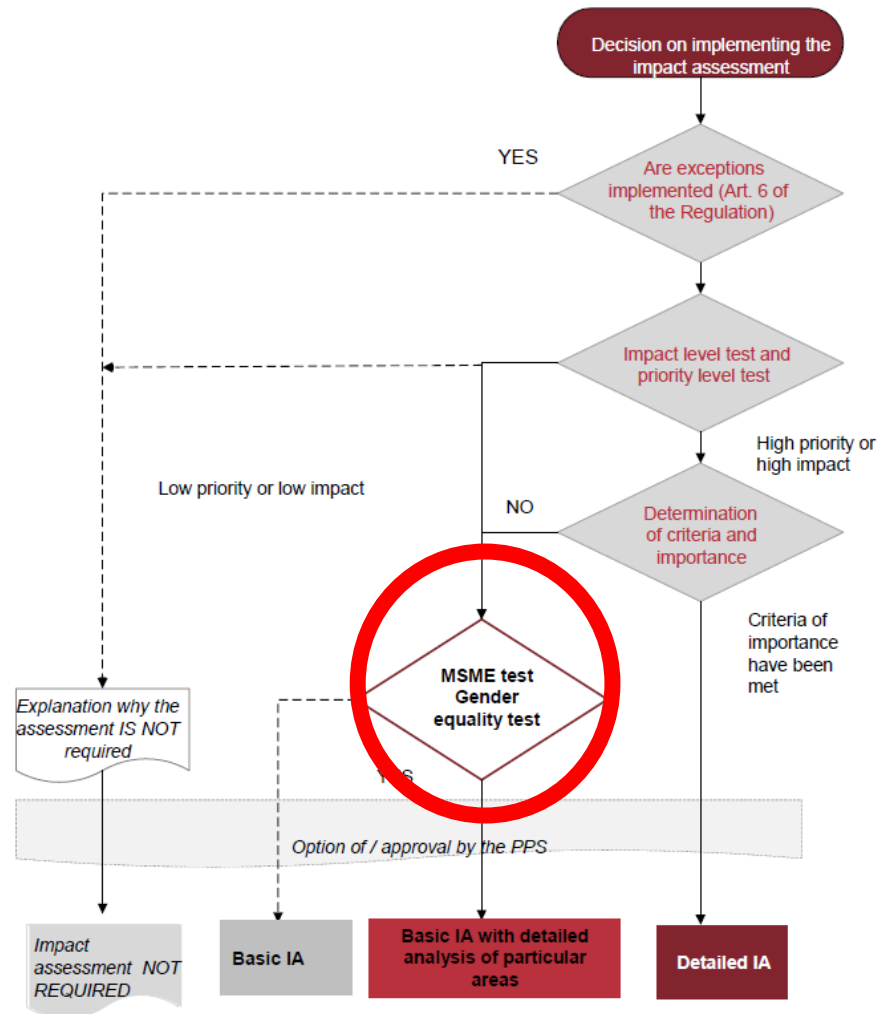 Decision on implementing the
impact assessment
YES
Are exceptions
implemented (Art. 6 of
the Regulation)
Impact level test and
priority level test
High priority or
high impact
Low priority or low impact
NO
Determination
of criteria and
importance
Criteria of
importance
have been
met
MSME test
Gender
equality test
Explanation why the
assessment IS NOT
required
YES
Option of / approval by the PPS
Impact
assessment NOT
REQUIRED
Basic IA
Basic IA with detailed
analysis of particular
areas
Detailed IA